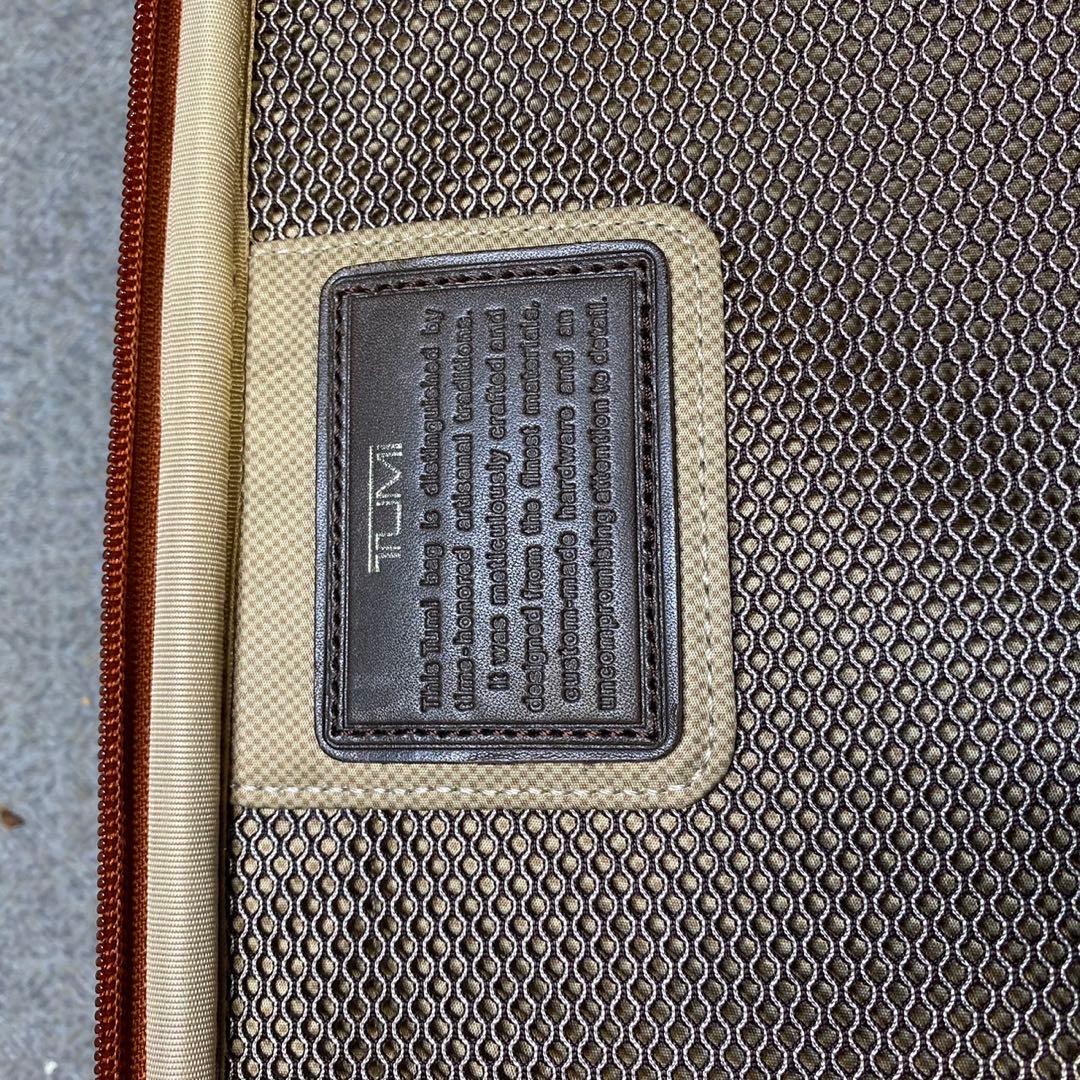 TUMI
This Tumi bag is distinguished by
time-honored artisanal traditions.
It was meticulously crafted and
designed from the finest materials,
custom-made hardware and an
uncompromising attention to detail.